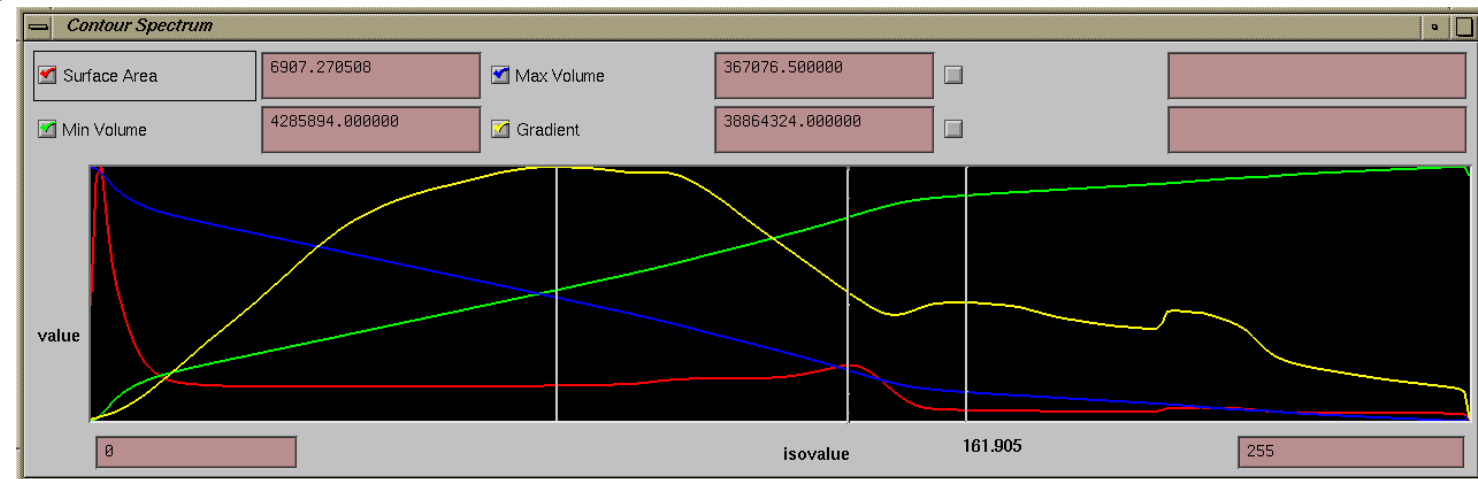 Contour Spectrum
Surface Area 6907.270508 Max Volume 367076.500000
Min Volume 4285894.000000 Gradient 38864324.000000
value
0 isovalue 161.905 255